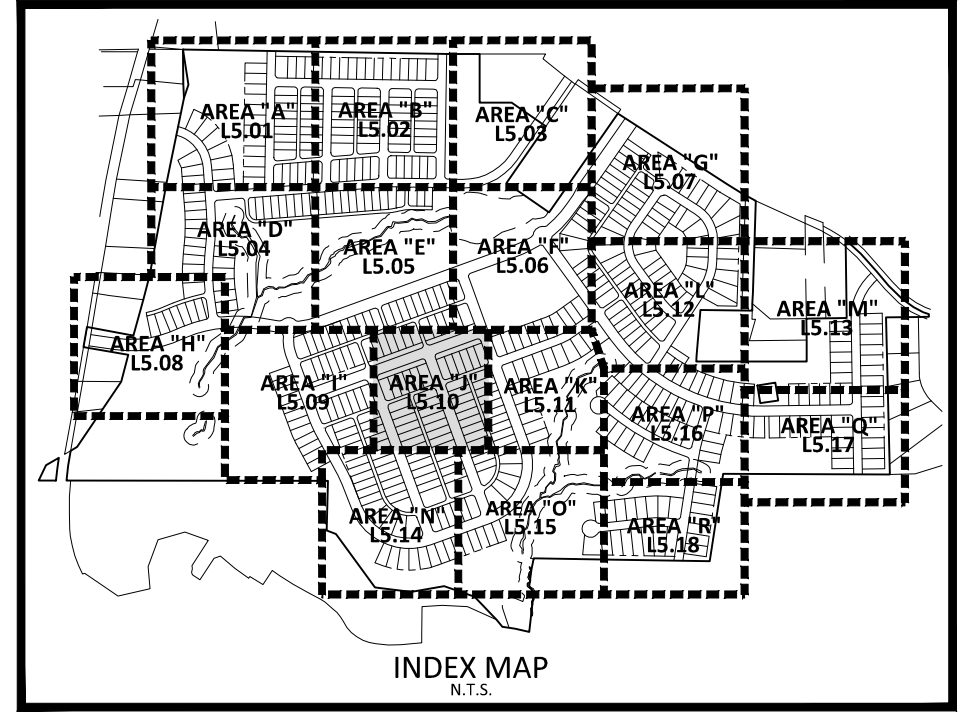 AREA "A"
L5.01
AREA "B"
L5.02
AREA "C"
L5.03
AREA "G"
L5.07
AREA "D"
L5.04
AREA "E"
L5.05
AREA "F"
L5.06
AREA "L"
L5.12
AREA "M"
L5.13
AREA "H"
L5.08
AREA "I"
L5.09
AREA "J"
L5.10
AREA "K"
L5.11
AREA "P"
L5.16
AREA "Q"
L5.17
AREA "N"
L5.14
AREA "O"
L5.15
AREA "R"
L5.18
INDEX MAP
N.T.S.